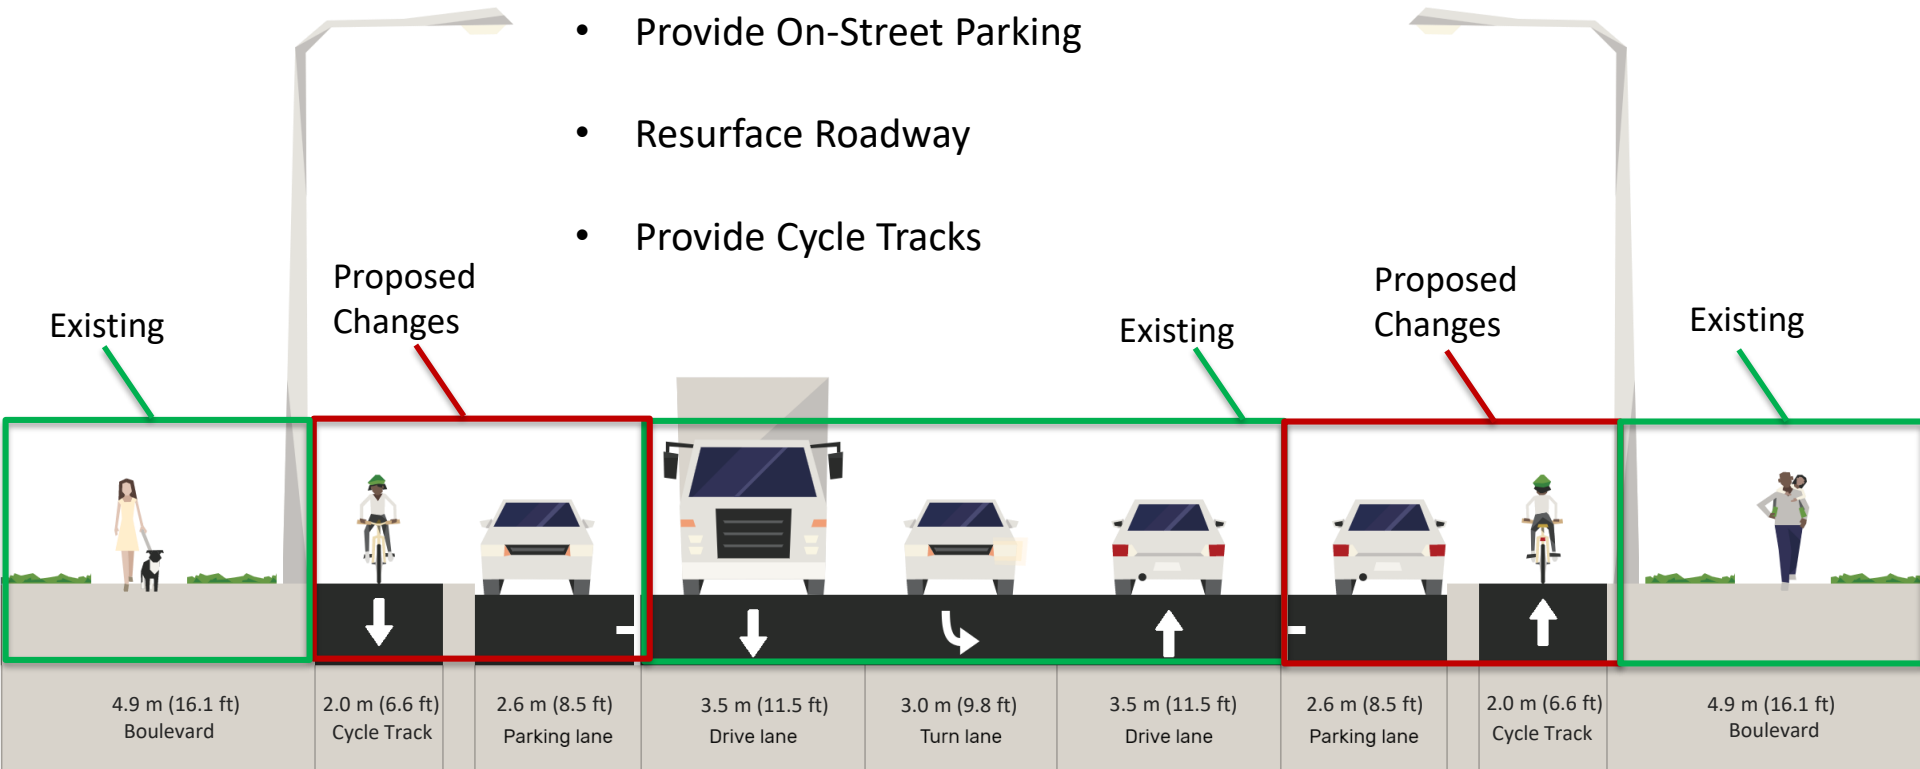 • Provide On-Street Parking
• Resurface Roadway
• Provide Cycle Tracks
Existing
Proposed
Changes
Existing
Proposed
Changes
Existing
4.9 m (16.1 ft)
Boulevard
2.0 m (6.6 ft)
Cycle Track
2.6 m (8.5 ft)
Parking lane
3.5 m (11.5 ft)
Drive lane
3.0 m (9.8 ft)
Turn lane
3.5 m (11.5 ft)
Drive lane
2.6 m (8.5 ft)
Parking lane
2.0 m (6.6 ft)
Cycle Track
4.9 m (16.1 ft)
Boulevard